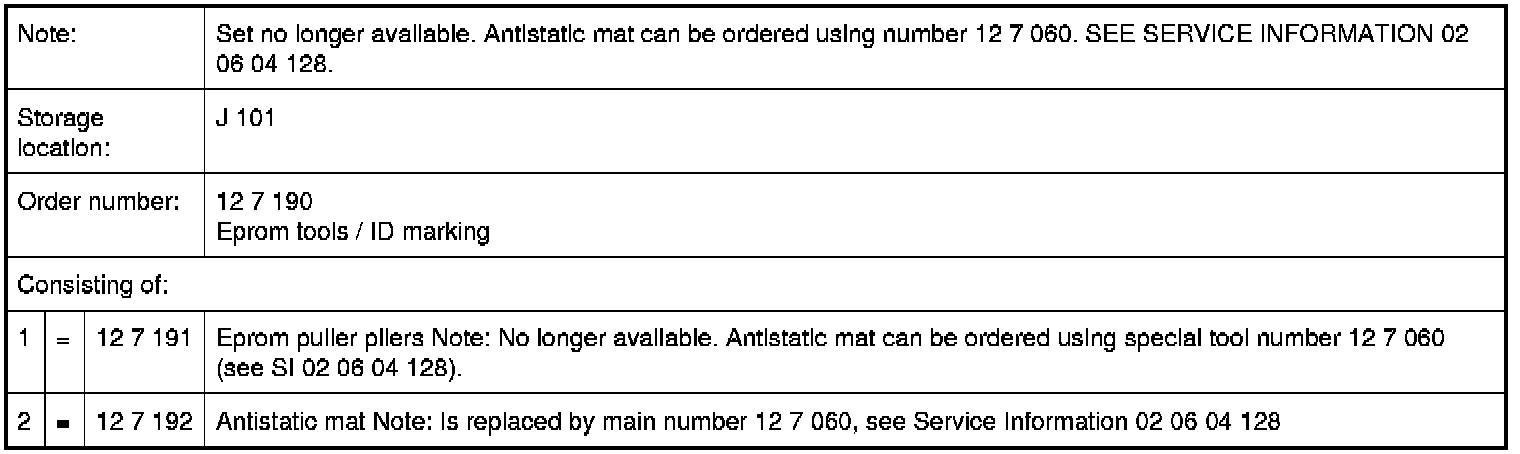 Note: Set no longer available. Antistatic mat can be ordered using number 12 7 060. SEE SERVICE INFORMATION 02
06 04 128.
Storage
location:
J 101
Order number: 12 7 190
Eprom tools / ID marking
Consisting of:
1 = 12 7 191 Eprom puller pliers Note: No longer available. Antistatic mat can be ordered using special tool number 12 7 060
(see SI 02 06 04 128).
2 = 12 7 192 Antistatic mat Note: Is replaced by main number 12 7 060, see Service Information 02 06 04 128